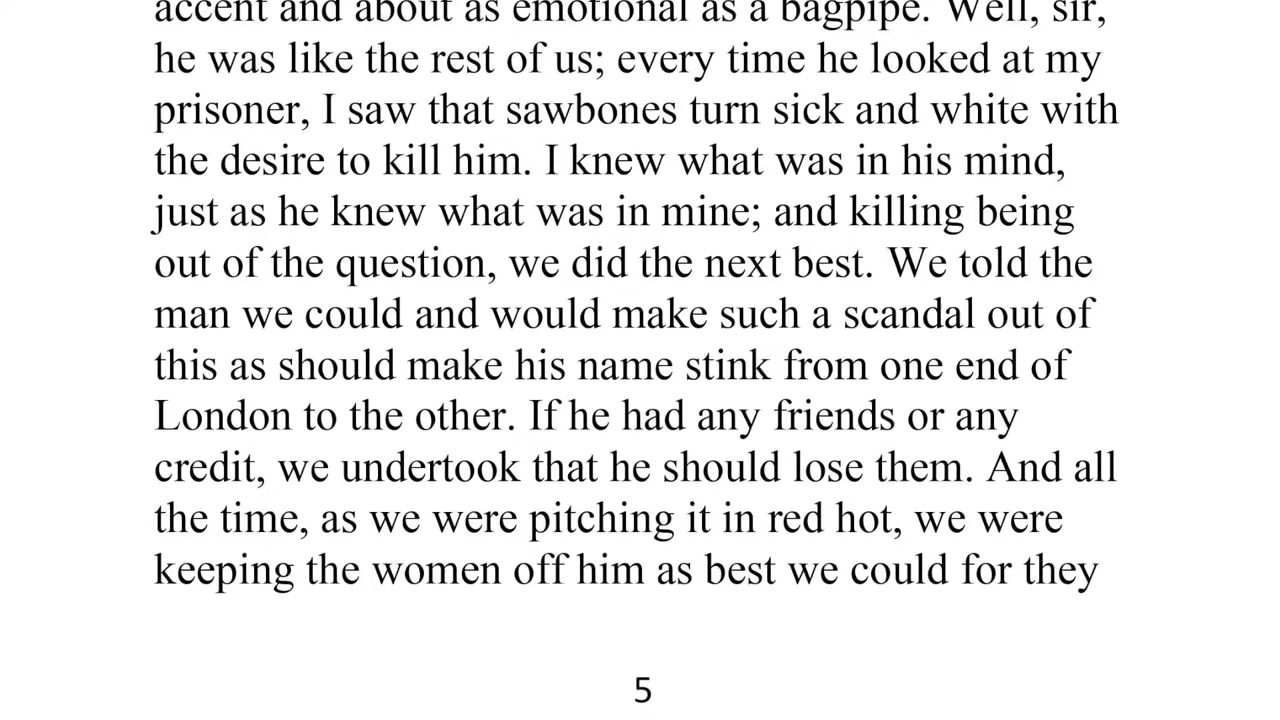 accent and about as emotional as a bagpipe. Well, sir,
he was like the rest of us; every time he looked at my
prisoner, I saw that sawbones turn sick and white with
the desire to kill him. I knew what was in his mind,
just as he knew what was in mine; and killing being
out of the question, we did the next best. We told the
man we could and would make such a scandal out of
this as should make his name stink from one end of
London to the other. If he had any friends or any
credit, we undertook that he should lose them. And all
the time, as we were pitching it in red hot, we were
keeping the women off him as best we could for they
5